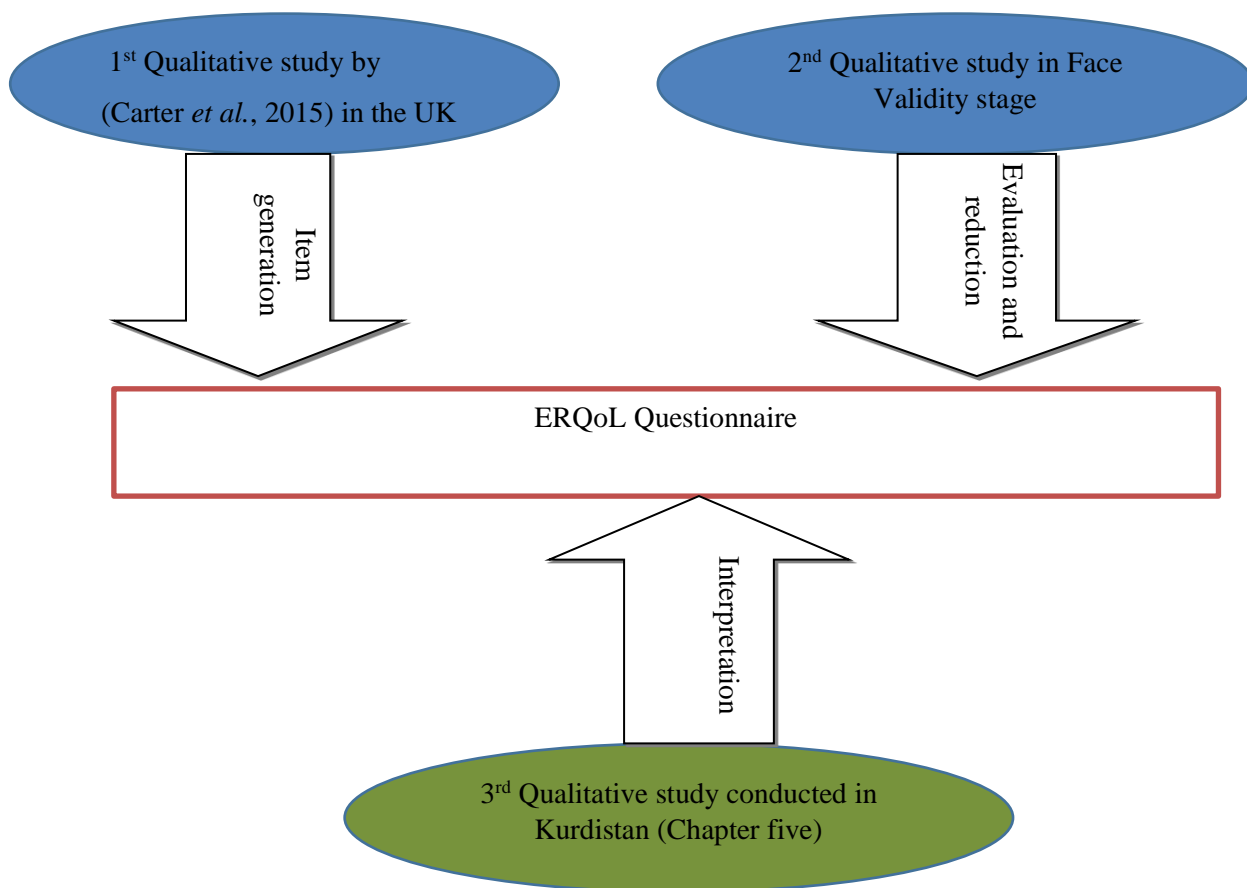 1st Qualitative study by
(Carter et al., 2015) in the UK
2nd Qualitative study in Face
Validity stage
Item
generation
Evaluation and
reduction
ERQoL Questionnaire
Interpretation
3rd Qualitative study conducted in
Kurdistan (Chapter five)